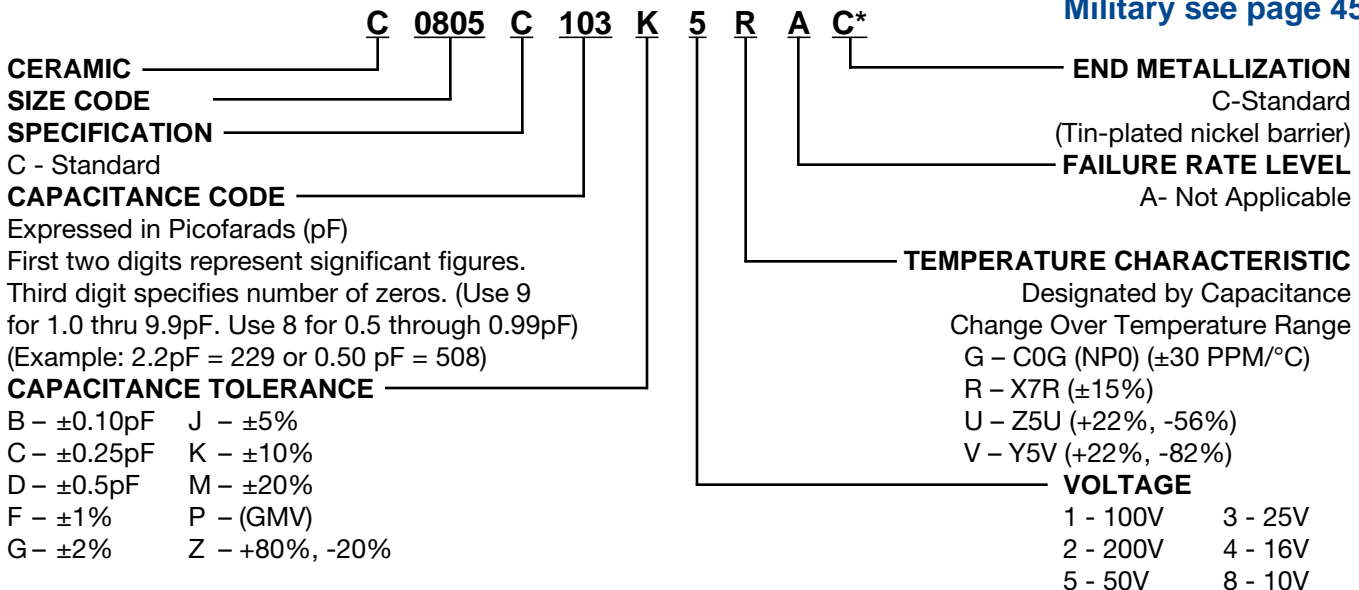 Military see page 45
C 0805 C 103 K 5 R A C*
CERAMIC
SIZE CODE
SPECIFICATION
C - Standard
CAPACITANCE CODE
Expressed in Picofarads (pF)
First two digits represent significant figures.
Third digit specifies number of zeros. (Use 9
for 1.0 thru 9.9pF. Use 8 for 0.5 through 0.99pF)
(Example: 2.2pF = 229 or 0.50 pF = 508)
CAPACITANCE TOLERANCE
B – ±0.10pF J – ±5%
C – ±0.25pF K – ±10%
D – ±0.5pF M – ±20%
F – ±1% P – (GMV)
G – ±2% Z – +80%, -20%
END METALLIZATION
C-Standard
(Tin-plated nickel barrier)
FAILURE RATE LEVEL
A- Not Applicable
TEMPERATURE CHARACTERISTIC
Designated by Capacitance
Change Over Temperature Range
G – C0G (NP0) (±30 PPM/°C)
R – X7R (±15%)
U – Z5U (+22%, -56%)
V – Y5V (+22%, -82%)
VOLTAGE
1 - 100V 3 - 25V
2 - 200V 4 - 16V
5 - 50V 8 - 10V